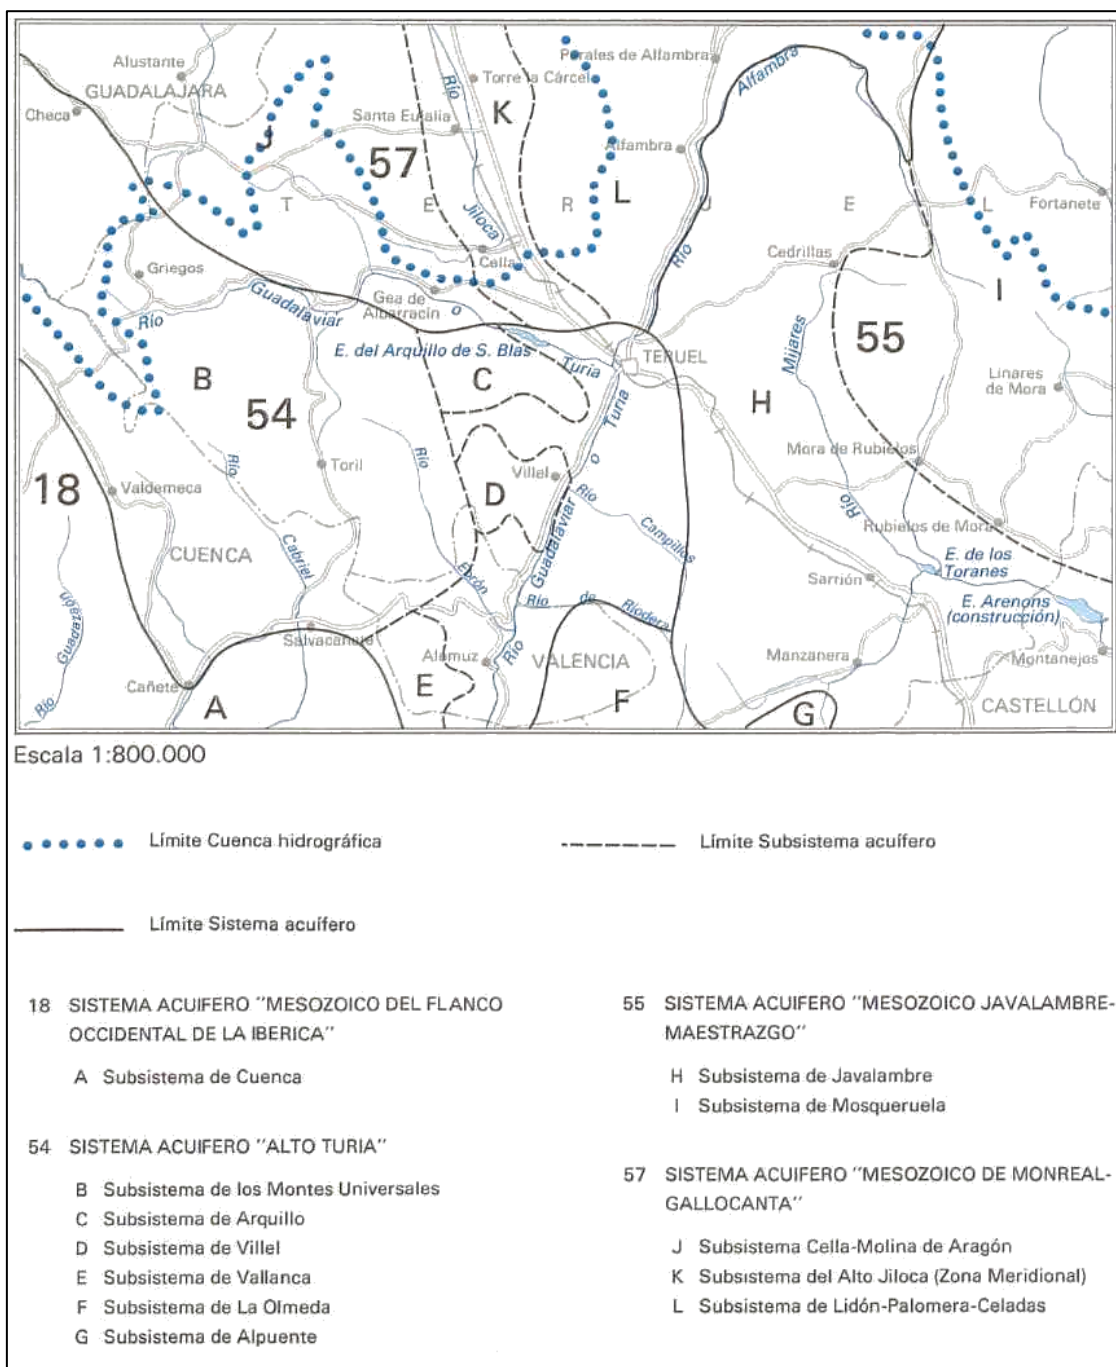 Alustante
GUADALAJARA
Checa
Río
Torre la Cárcel
Perales de Alfambra
Alfambra
Santa Eulalia
K
J
57
Alfambra
L
T E R U E L
Fortanete
Jiloca
Río
Cella
Cedrillas
I
Griegos
Gea de
Albarracín
Guadalaviar
o
Río
E. del Arquillo de S. Blas
Turia
TERUEL
55
Mijares
B
C
Linares
de Mora
H
54
Turia
o
Río
Río
Mora de Rubielos
18
Toril
Villel
Valdemeca
D
Río
Campillos
Río
Rubielos de Mora
CUENCA
Guadalaviar
Cabriel
Ebrón
E. de los
Toranes
Sarrión
E. Arenons
(construcción)
Río de Riodeva
Guadazaón
Salvacañete
Río
Alemuz
VALENCIA
Manzanera
Montanejos
Cañete
E
F
Río
A
G
CASTELLÓN
Escala 1:800.000
Límite Cuenca hidrográfica
Límite Subsistema acuífero
Límite Sistema acuífero
18 SISTEMA ACUIFERO "MESOZOICO DEL FLANCO
OCCIDENTAL DE LA IBERICA"
A Subsistema de Cuenca
54 SISTEMA ACUIFERO "ALTO TURIA"
B Subsistema de los Montes Universales
C Subsistema de Arquillo
D Subsistema de Villel
E Subsistema de Vallanca
F Subsistema de La Olmeda
G Subsistema de Alpuente
55 SISTEMA ACUIFERO "MESOZOICO JAVALAMBRE-
MAESTRAZGO"
H Subsistema de Javalambre
I Subsistema de Mosqueruela
57 SISTEMA ACUIFERO "MESOZOICO DE MONREAL-
GALLOCANTA"
J Subsistema Cella-Molina de Aragón
K Subsistema del Alto Jiloca (Zona Meridional)
L Subsistema de Lidón-Palomera-Celadas